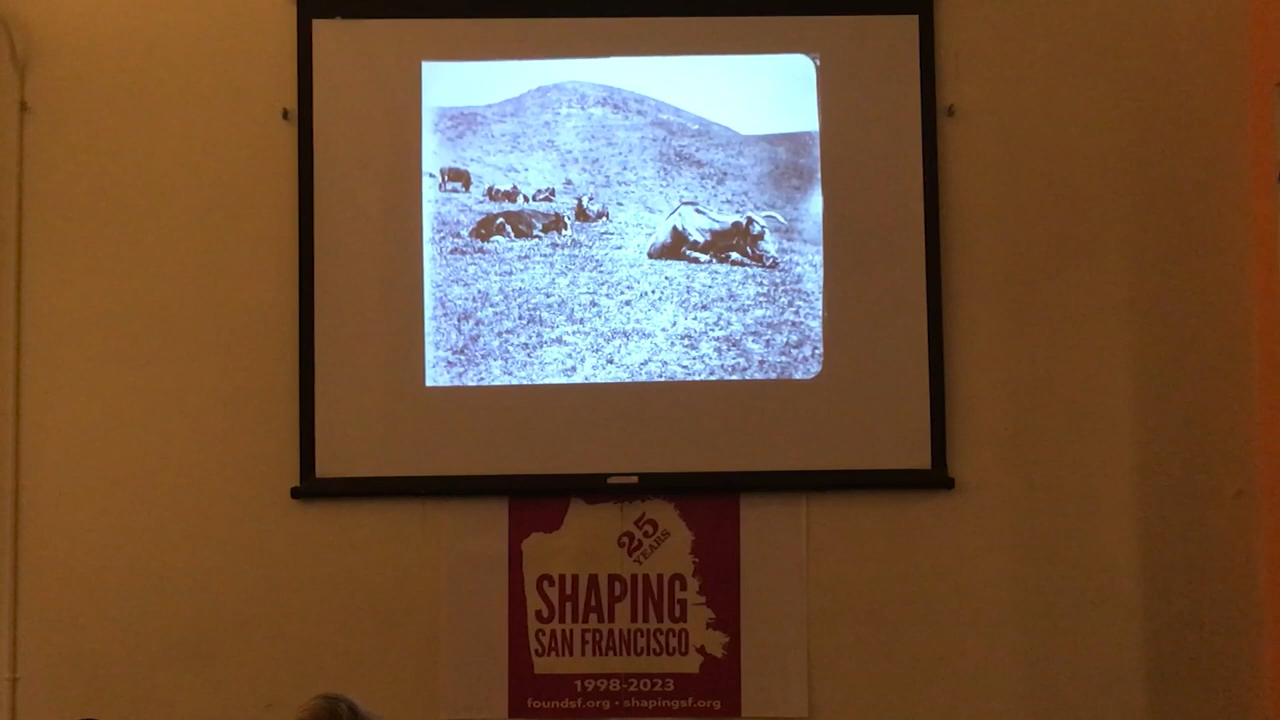 25
YEARS
SHAPING
SAN FRANCISCO
1998-2023
foundsf.org • shapingsf.org